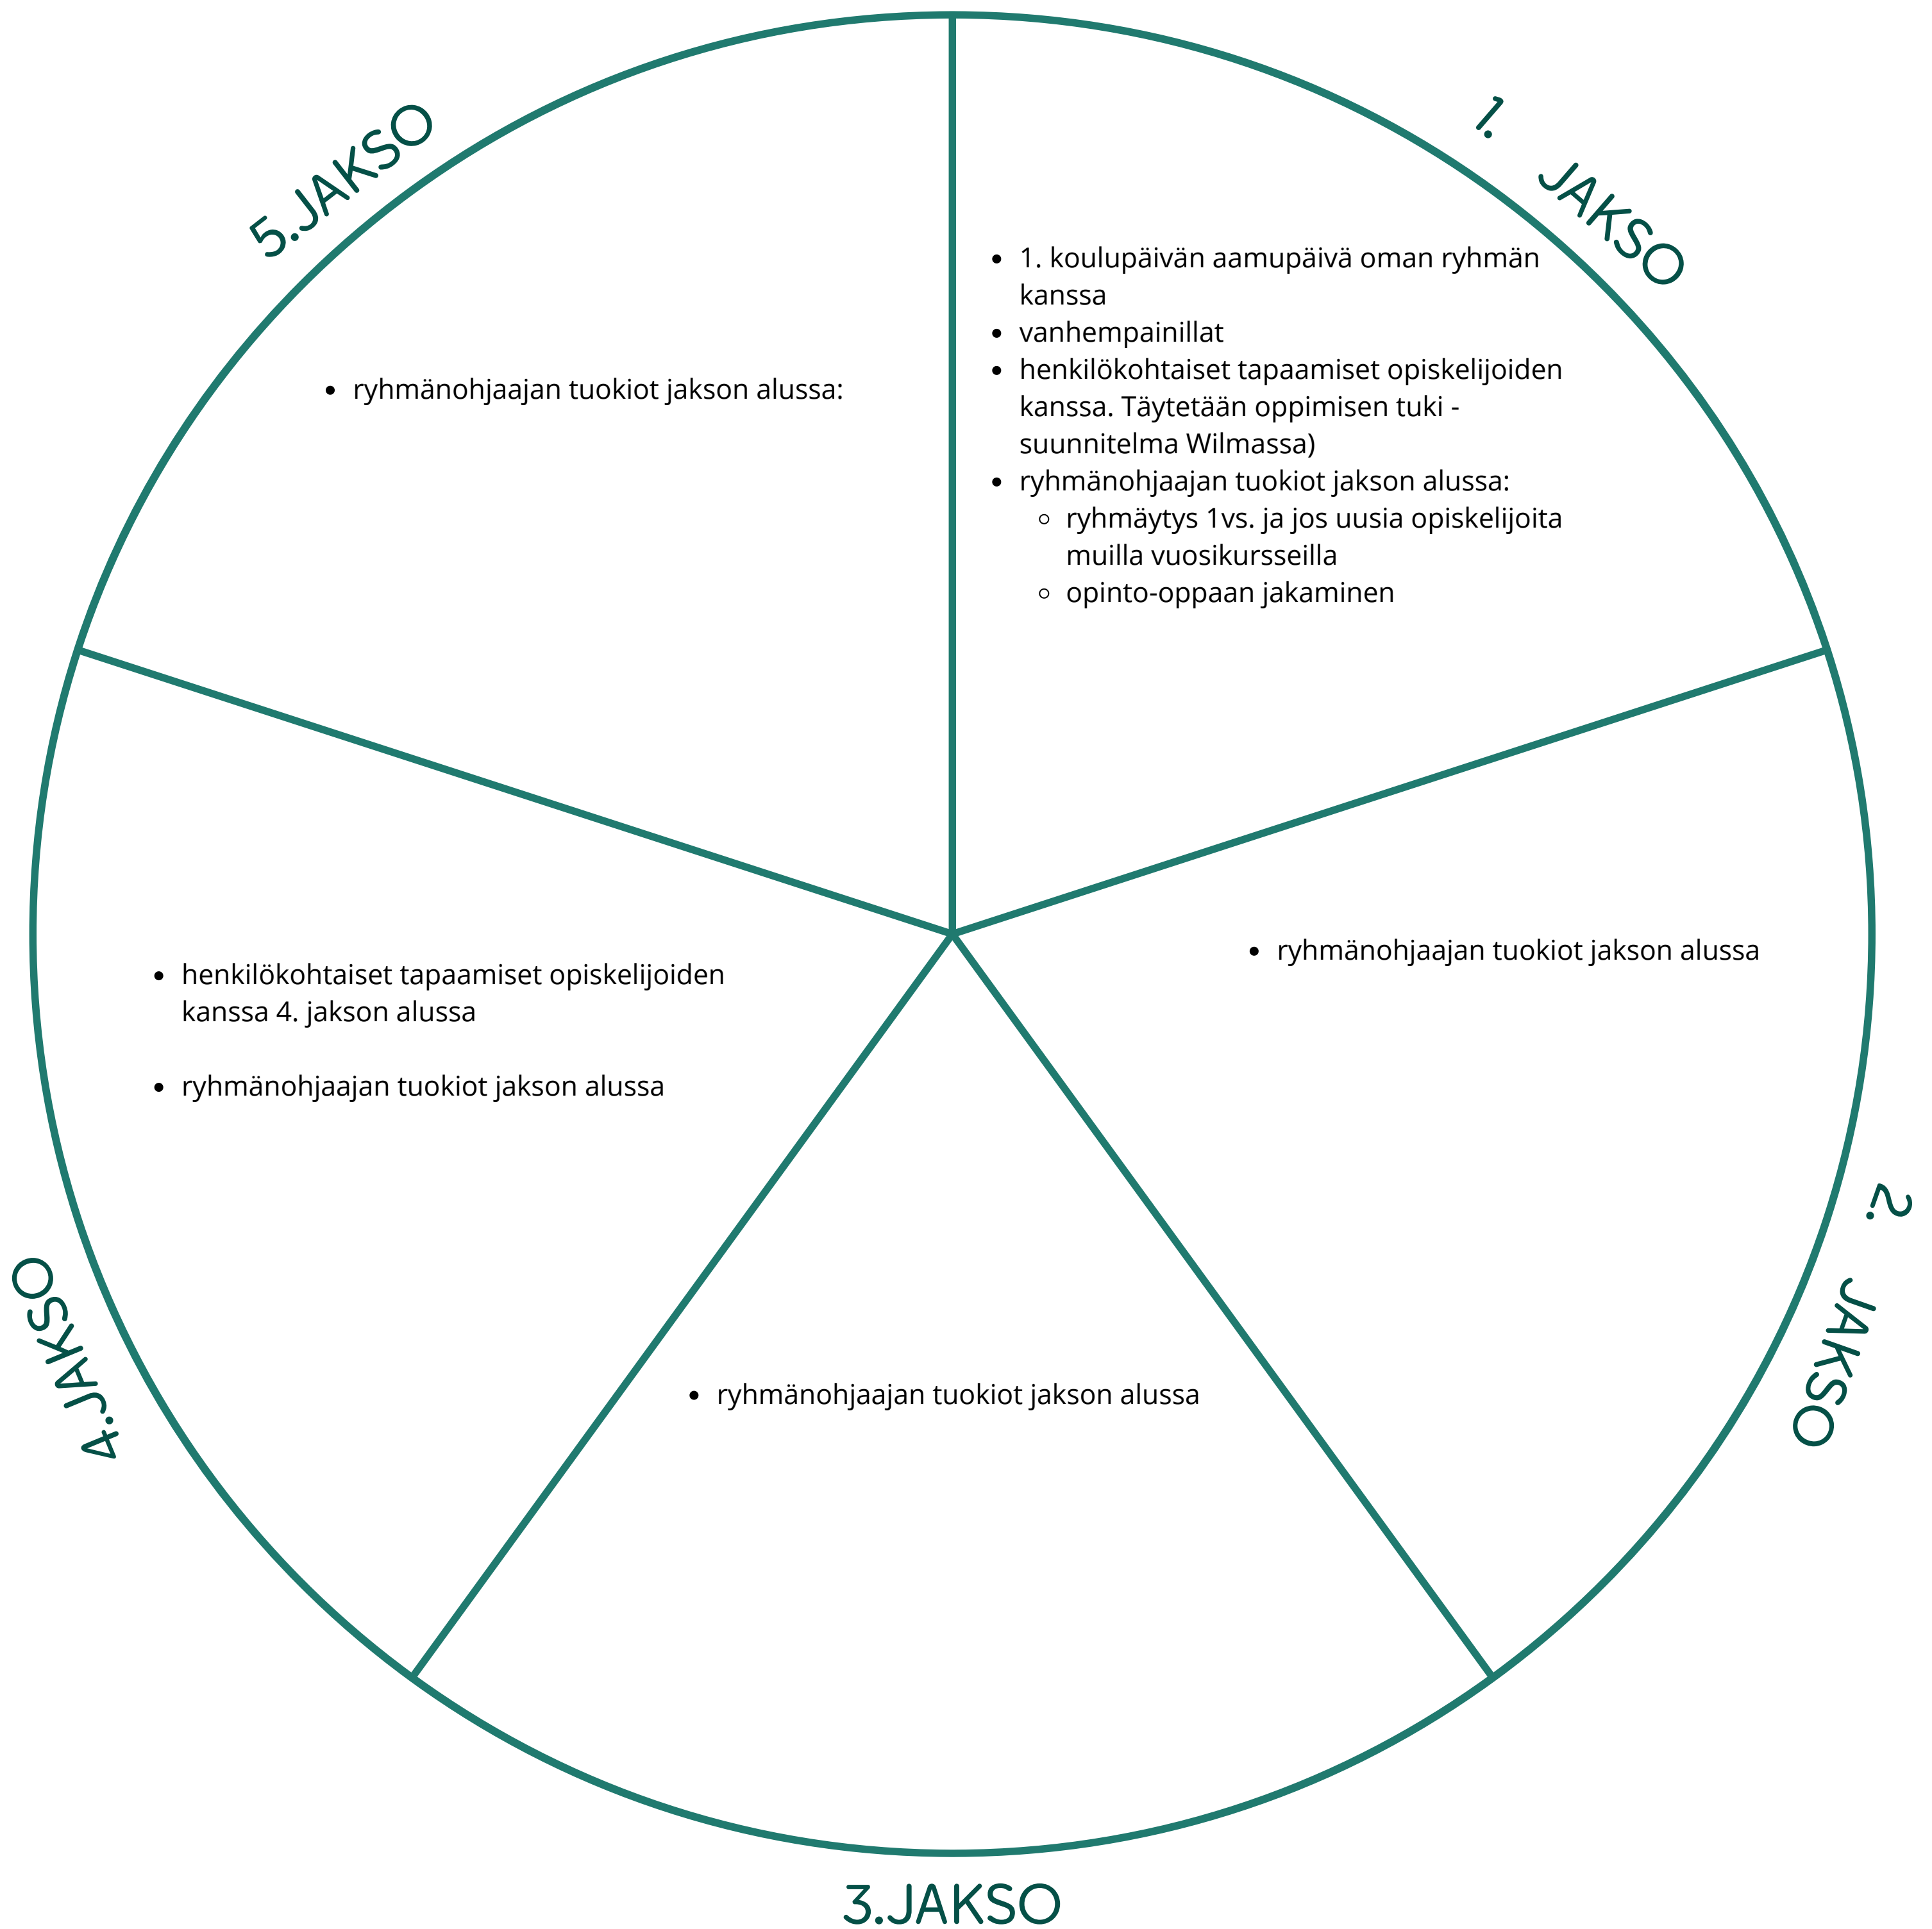 1. JAKSO
• 1. koulupäivän aamupäivä oman ryhmän
kanssa
• vanhempainillat
• henkilökohtaiset tapaamiset opiskelijoiden
kanssa. Täytetään oppimisen tuki -
suunnitelma Wilmassa)
• ryhmänohjaajan tuokiot jakson alussa:
◦ ryhmäytys 1vs. ja jos uusia opiskelijoita
muilla vuosikursseilla
◦ opinto-oppaan jakaminen
2. JAKSO
• ryhmänohjaajan tuokiot jakson alussa
3.JAKSO
• ryhmänohjaajan tuokiot jakson alussa
4.JAKSO
• henkilökohtaiset tapaamiset opiskelijoiden
kanssa 4. jakson alussa
• ryhmänohjaajan tuokiot jakson alussa
5.JAKSO
• ryhmänohjaajan tuokiot jakson alussa: